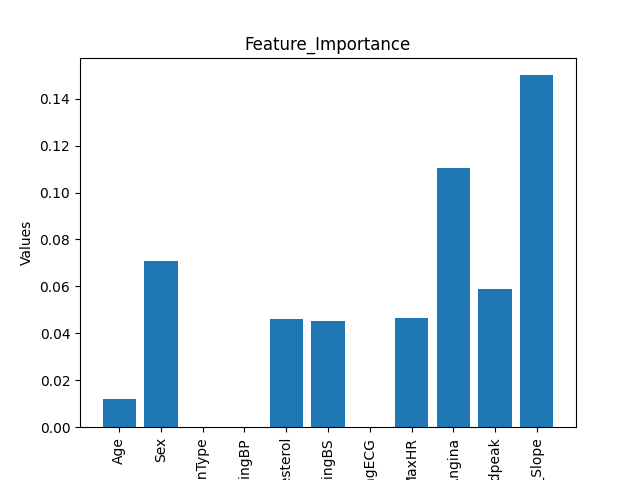 Feature_Importance
Values
0.14
0.12
0.10
0.08
0.06
0.04
0.02
0.00
Age
Sex
nType
ingBP
esterol
ingBS
gECG
MaxHR
ngina
dpeak
_Slope